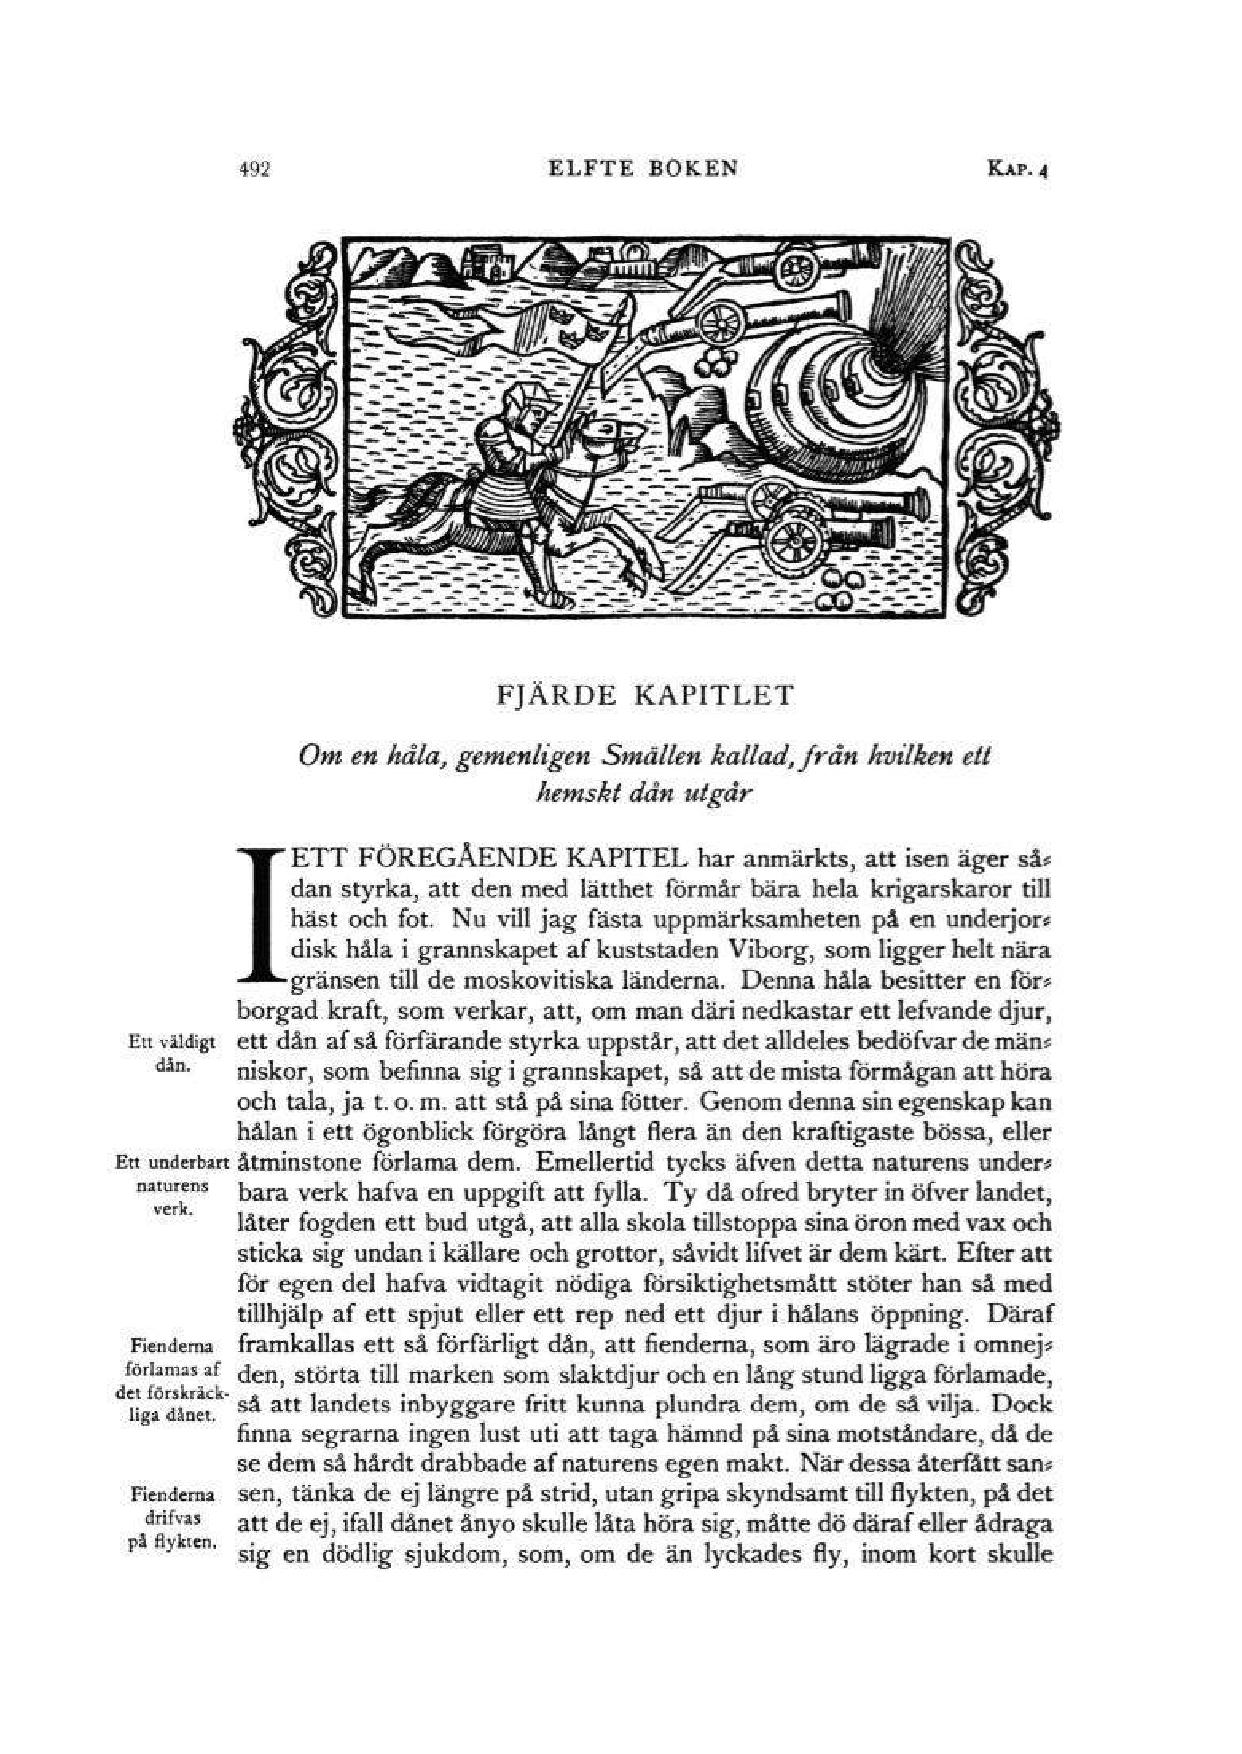 492 ELFTE BOKEN KAP. 4
FJÄRDE KAPITLET
Om en håla, gemenligen Smällen kallad, från hvilken ett
hemskt dån utgår
I ETT FÖREGÅENDE KAPITEL har anmärkts, att isen äger så-
dan styrka, att den med lätthet förmår bära hela krigarskaror till
häst och fot. Nu vill jag fästa uppmärksamheten på en underjor-
disk håla i grannskapet af kuststaden Viborg, som ligger helt nära
gränsen till de moskovitiska länderna. Denna håla besitter en för-
borgad kraft, som verkar, att, om man däri nedkastar ett lefvande djur,
Ett väldigt
dån.
ett dån af så förfärande styrka uppstår, att det alldeles bedöfvar de män-
niskor, som befinna sig i grannskapet, så att de mista förmågan att höra
och tala, ja t. o. m. att stå på sina fötter. Genom denna sin egenskap kan
hålan i ett ögonblick förgöra långt flera än den kraftigaste bössa, eller
Ett underbart
naturens
verk.
åtminstone förlama dem. Emellertid tycks äfven detta naturens under-
bara verk hafva en uppgift att fylla. Ty då ofred bryter in öfver landet,
låter fogden ett bud utgå, att alla skola tillstoppa sina öron med vax och
sticka sig undan i källare och grottor, såvidt lifvet är dem kärt. Efter att
för egen del hafva vidtagit nödiga försiktighetsmått stöter han så med
tillhjälp af ett spjut eller ett rep ned ett djur i hålans öppning. Däraf
Fienderna
förlamas af
det förskräck-
liga dånet.
framkallas ett så förfärligt dån, att fienderna, som äro lägrade i omnej-
den, störta till marken som slaktdjur och en lång stund ligga förlamade,
så att landets inbyggare fritt kunna plundra dem, om de så vilja. Dock
finna segrarna ingen lust uti att taga hämnd på sina motståndare, då de
se dem så hårdt drabbade af naturens egen makt. När dessa återfått san-
Fienderna
drifvas
på flykten.
sen, tänka de ej längre på strid, utan gripa skyndsamt till flykten, på det
att de ej, ifall dånet ånyo skulle låta höra sig, måtte dö däraf eller ådraga
sig en dödlig sjukdom, som, om de än lyckades fly, inom kort skulle